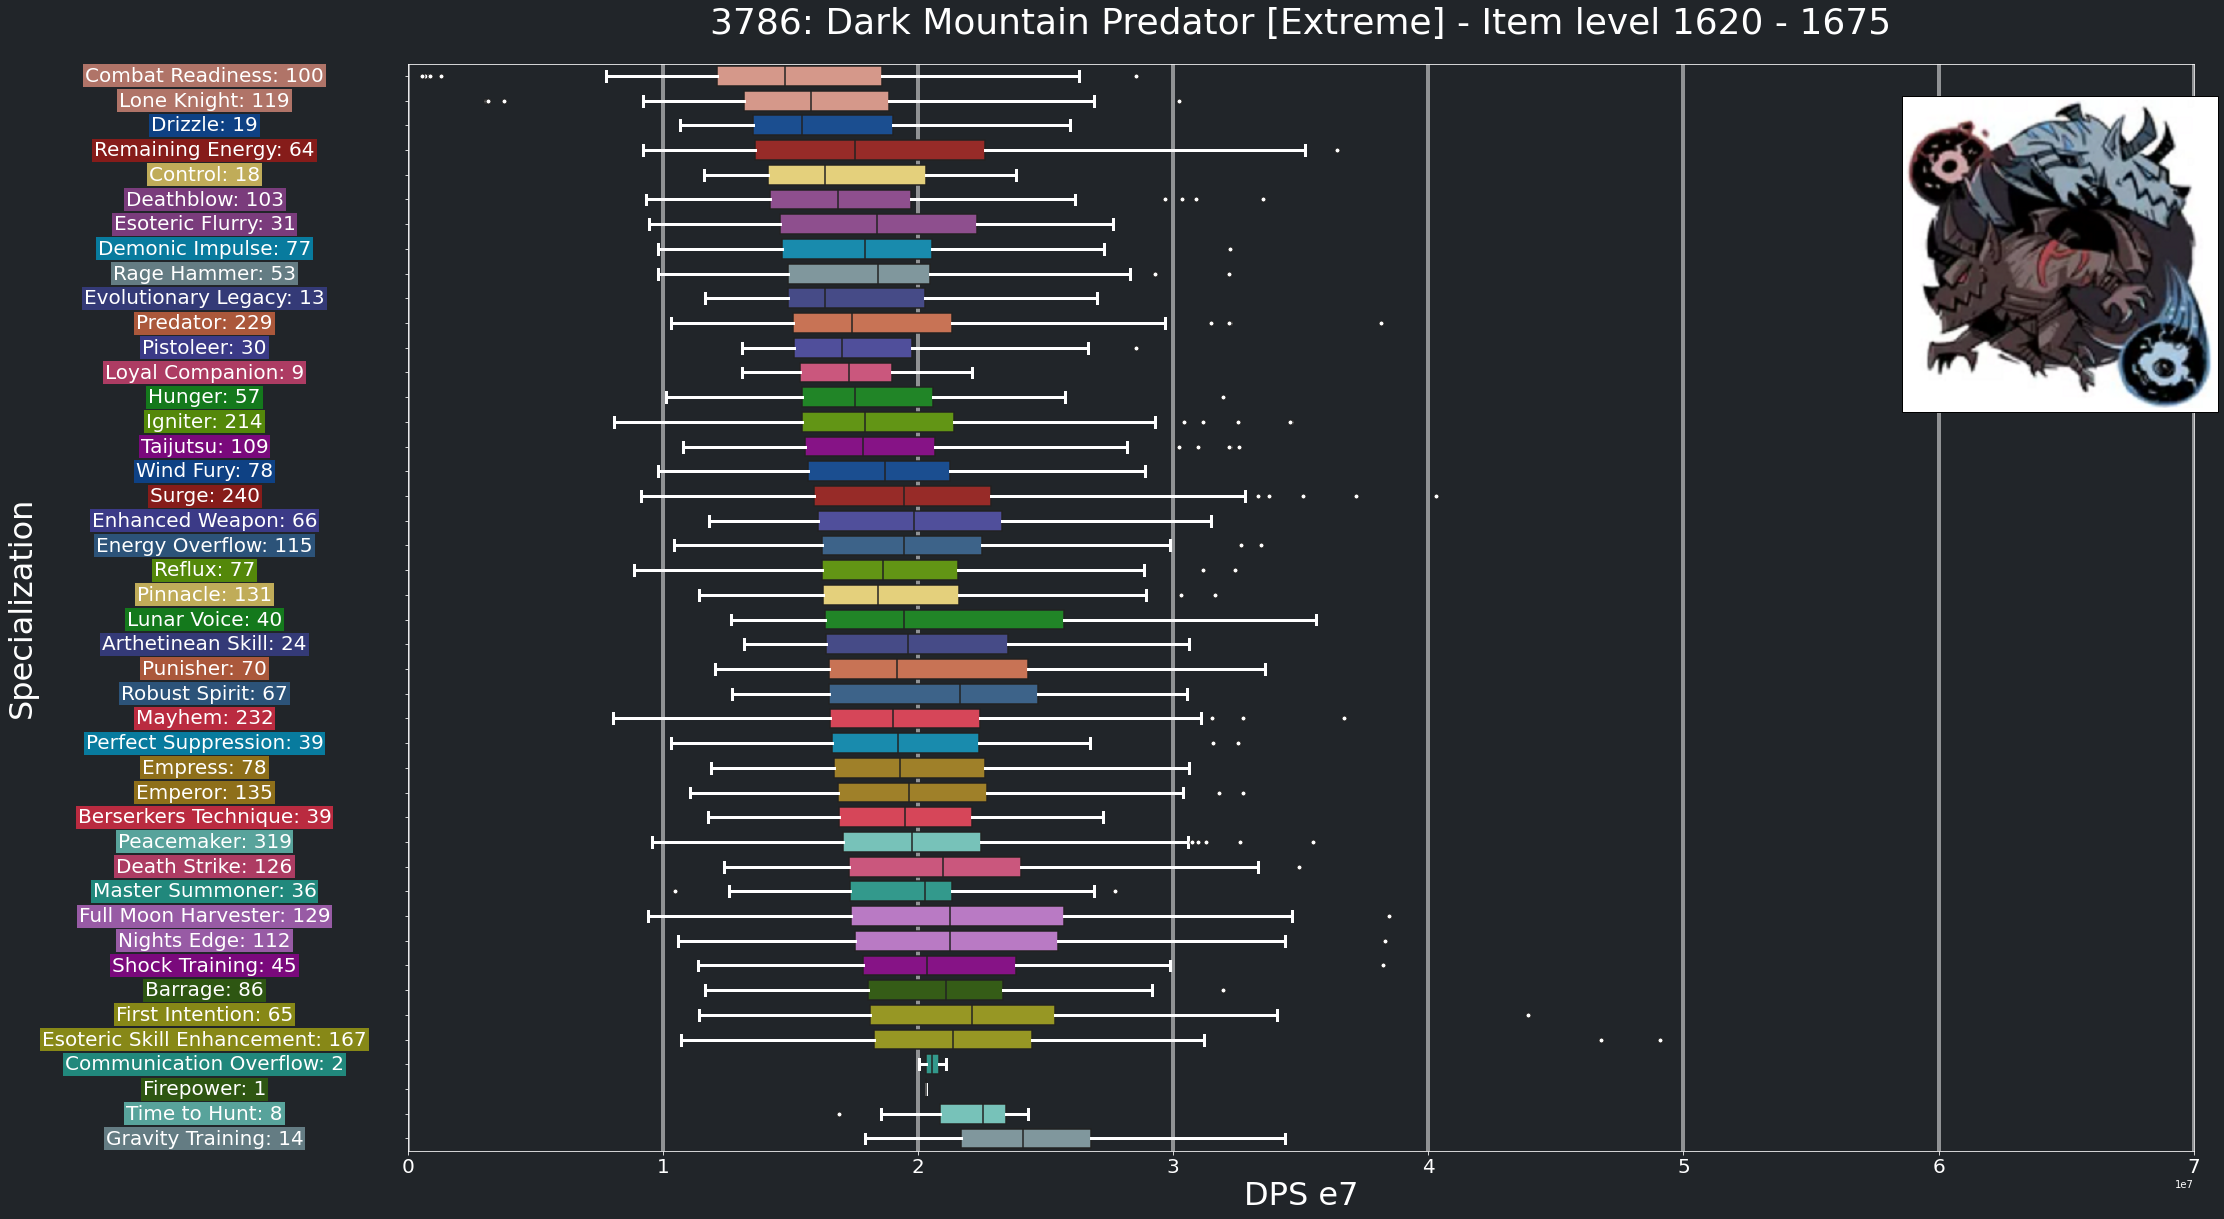 3786: Dark Mountain Predator [Extreme] - Item level 1620 - 1675
Specialization
Combat Readiness: 100
Lone Knight: 119
Drizzle: 19
Remaining Energy: 64
Control: 18
Deathblow: 103
Esoteric Flurry: 31
Demonic Impulse: 77
Rage Hammer: 53
Evolutionary Legacy: 13
Predator: 229
Pistoleer: 30
Loyal Companion: 9
Hunger: 57
Igniter: 214
Taijutsu: 109
Wind Fury: 78
Surge: 240
Enhanced Weapon: 66
Energy Overflow: 115
Reflux: 77
Pinnacle: 131
Lunar Voice: 40
Arthetinean Skill: 24
Punisher: 70
Robust Spirit: 67
Mayhem: 232
Perfect Suppression: 39
Empress: 78
Emperor: 135
Berserkers Technique: 39
Peacemaker: 319
Death Strike: 126
Master Summoner: 36
Full Moon Harvester: 129
Nights Edge: 112
Shock Training: 45
Barrage: 86
First Intention: 65
Esoteric Skill Enhancement: 167
Communication Overflow: 2
Firepower: 1
Time to Hunt: 8
Gravity Training: 14
0 1 2 3 4 5 6 7
DPS e7
1e7